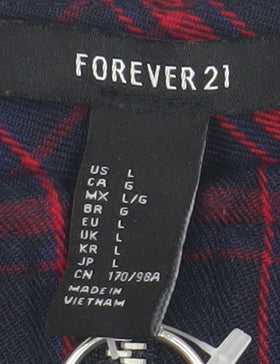 FOREVER 21
US L
CA G
MX L/G
BR G
EU L
UK L
KR L
JP L
CN 170/98A
MADE IN
VIETNAM